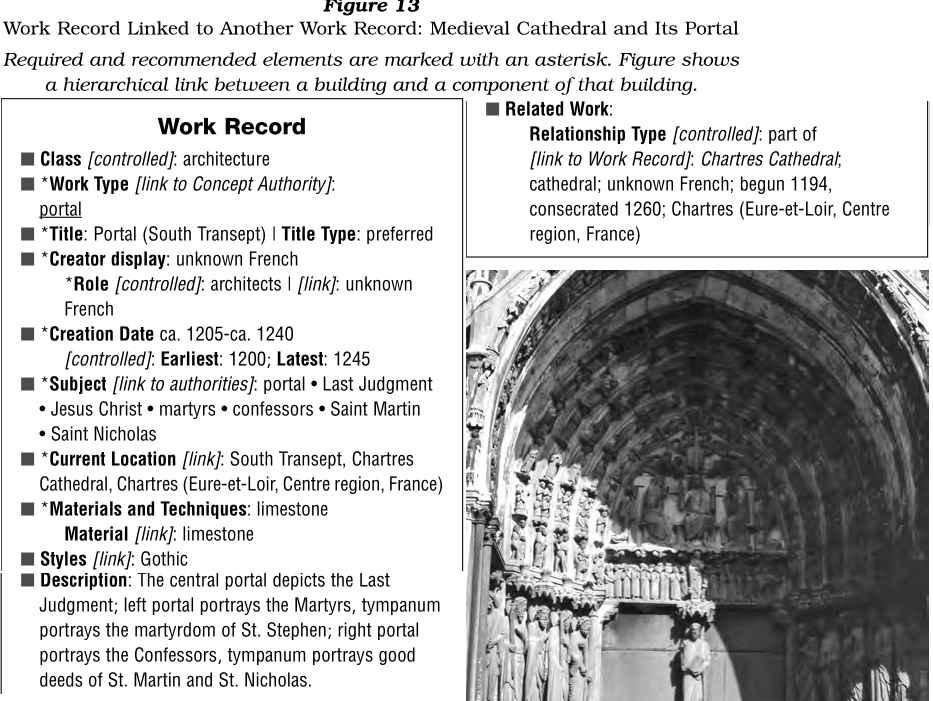 Figure 13
Work Record Linked to Another Work Record: Medieval Cathedral and Its Portal
Required and recommended elements are marked with an asterisk. Figure shows
a hierarchical link between a building and a component of that building.
Work Record
■ Class [controlled]: architecture
■ *Work Type [link to Concept Authority]:
portal
■ *Title: Portal (South Transept) | Title Type: preferred
■ *Creator display: unknown French
*Role [controlled]: architects | [link]: unknown
French
■ *Creation Date ca. 1205-ca. 1240
[controlled]: Earliest: 1200; Latest: 1245
■ *Subject [link to authorities]: portal • Last Judgment
• Jesus Christ • martyrs • confessors • Saint Martin
• Saint Nicholas
■ *Current Location [link]: South Transept, Chartres
Cathedral, Chartres (Eure-et-Loir, Centre region, France)
■ *Materials and Techniques: limestone
Material [link]: limestone
■ Styles [link]: Gothic
■ Description: The central portal depicts the Last
Judgment; left portal portrays the Martyrs, tympanum
portrays the martyrdom of St. Stephen; right portal
portrays the Confessors, tympanum portrays good
deeds of St. Martin and St. Nicholas.
■ Related Work:
Relationship Type [controlled]: part of
[link to Work Record]: Chartres Cathedral;
cathedral; unknown French; begun 1194,
consecrated 1260; Chartres (Eure-et-Loir, Centre
region, France)